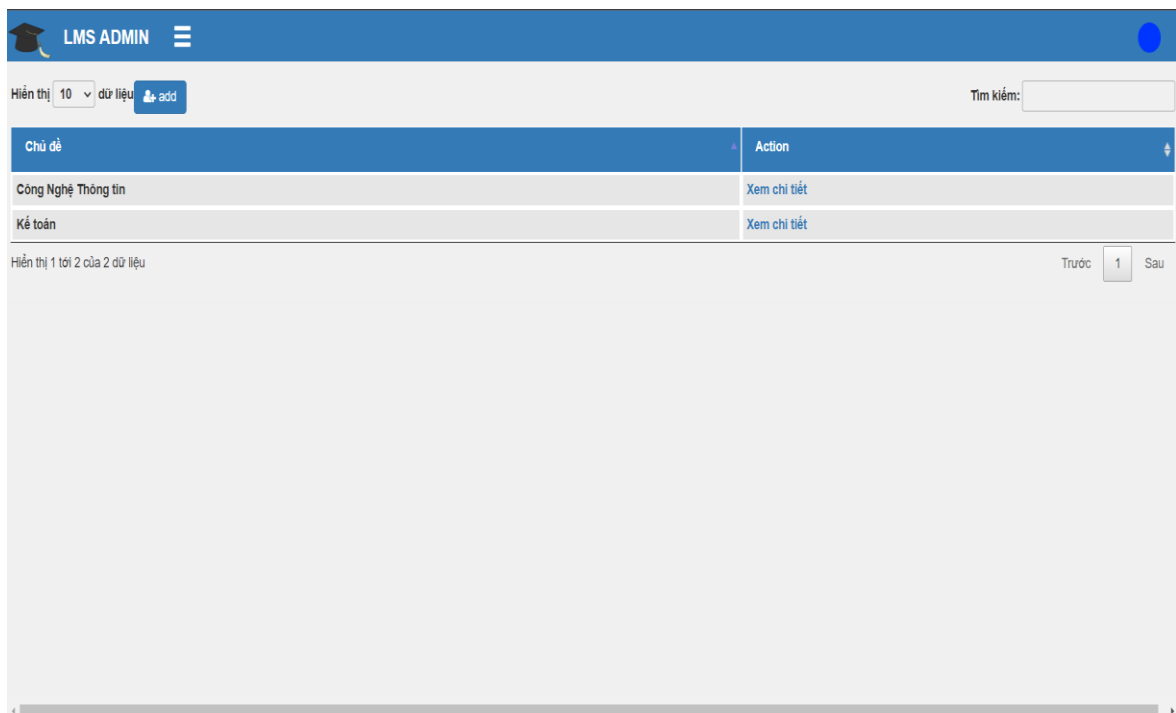 LMS ADMIN
Hiển thị 10 dữ liệu add Tìm kiếm:
Chủ đề Action
Công Nghệ Thông tin Xem chi tiết
Kế toán Xem chi tiết
Hiển thị 1 tới 2 của 2 dữ liệu Trước 1 Sau